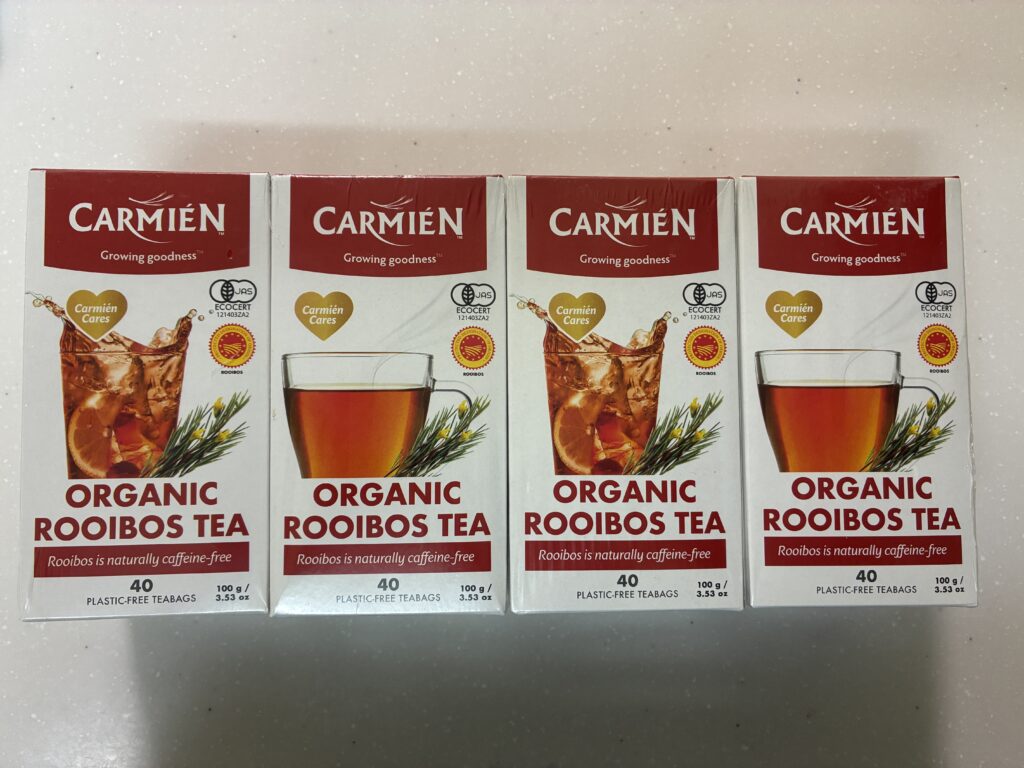 CARMIÉN™
Growing goodness™
Carmién
Cares
JAS
ECOCERT
121403ZA2
ROOIBOS
ORGANIC
ROOIBOS TEA
Rooibos is naturally caffeine-free
40
PLASTIC-FREE TEABAGS
100 g /
3.53 oz
CARMIÉN™
Growing goodness™
Carmién
Cares
JAS
ECOCERT
121403ZA2
ROOIBOS
ORGANIC
ROOIBOS TEA
Rooibos is naturally caffeine-free
40
PLASTIC-FREE TEABAGS
100 g /
3.53 oz
CARMIÉN™
Growing goodness™
Carmién
Cares
JAS
ECOCERT
121403ZA2
ROOIBOS
ORGANIC
ROOIBOS TEA
Rooibos is naturally caffeine-free
40
PLASTIC-FREE TEABAGS
100 g /
3.53 oz
CARMIÉN™
Growing goodness™
Carmién
Cares
JAS
ECOCERT
121403ZA2
ROOIBOS
ORGANIC
ROOIBOS TEA
Rooibos is naturally caffeine-free
40
PLASTIC-FREE TEABAGS
100 g /
3.53 oz